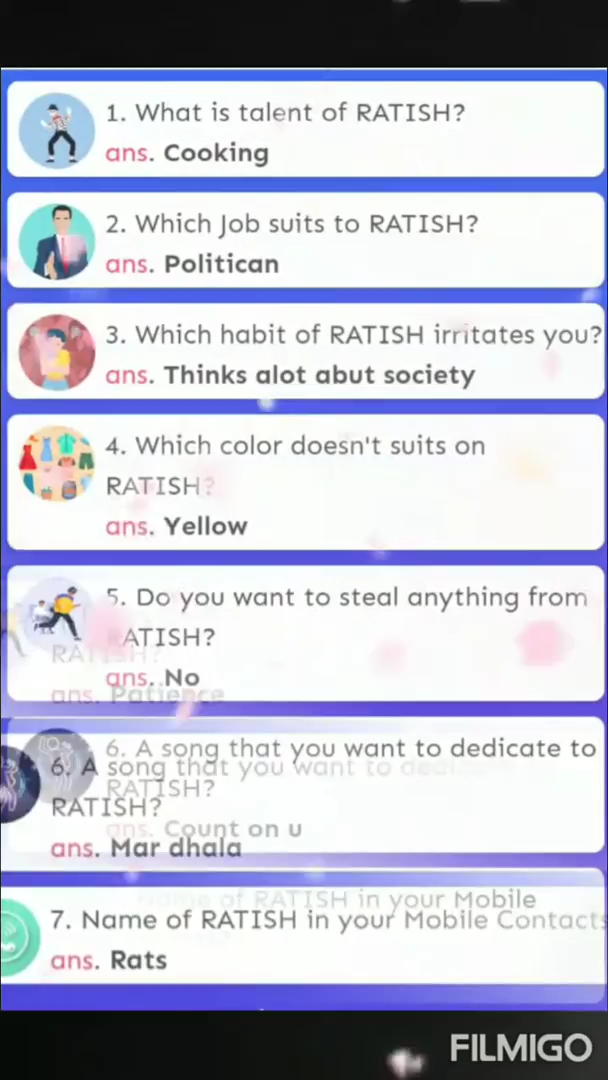 1. What is talent of RATISH?
ans. Cooking
2. Which Job suits to RATISH?
ans. Politican
3. Which habit of RATISH irritates you?
ans. Thinks alot abut society
4. Which color doesn't suits on
RATISH?
ans. Yellow
5. Do you want to steal anything from
RATISH?
RATISH?
ans. No
ans. Patience
6. A song that you want to dedicate to
6. A song that you want to dedicate
RATISH?
RATISH?
ans. Count on u
ans. Mar dhala
Name of RATISH in your Mobile
7. Name of RATISH in your Mobile Contacts
ans. Rats
FILMIGO